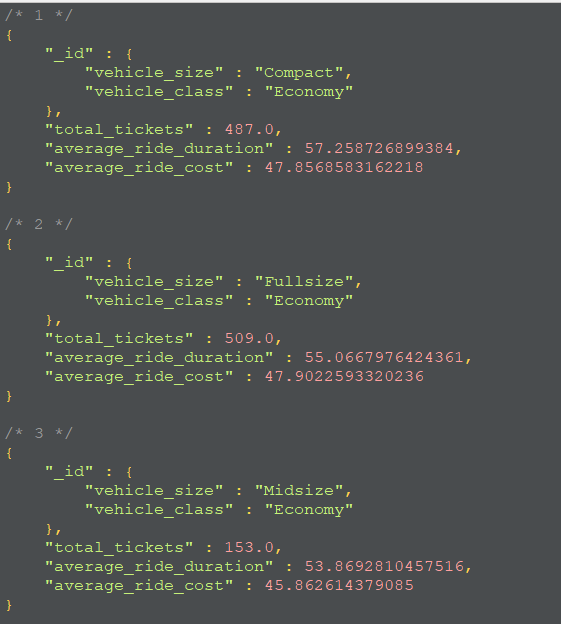 /* 1 */
{
    "_id" : {
        "vehicle_size" : "Compact",
        "vehicle_class" : "Economy"
    },
    "total_tickets" : 487.0,
    "average_ride_duration" : 57.258726899384,
    "average_ride_cost" : 47.8568583162218
}

/* 2 */
{
    "_id" : {
        "vehicle_size" : "Fullsize",
        "vehicle_class" : "Economy"
    },
    "total_tickets" : 509.0,
    "average_ride_duration" : 55.0667976424361,
    "average_ride_cost" : 47.9022593320236
}

/* 3 */
{
    "_id" : {
        "vehicle_size" : "Midsize",
        "vehicle_class" : "Economy"
    },
    "total_tickets" : 153.0,
    "average_ride_duration" : 53.8692810457516,
    "average_ride_cost" : 45.862614379085
}